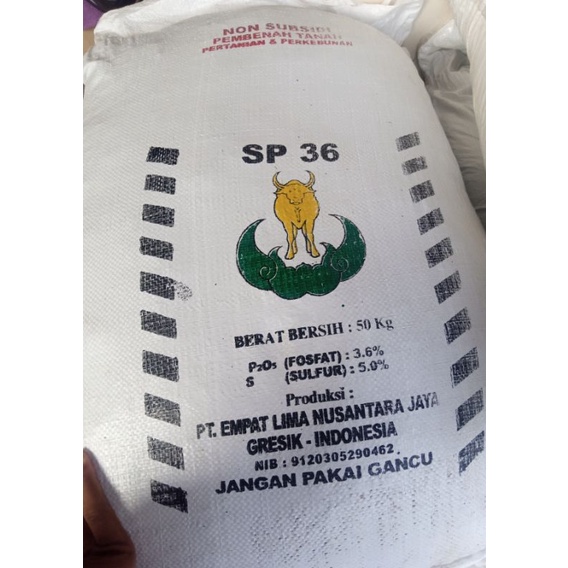 NON SUBSIDI
PEMBENAH TANAH
PERTANIAN & PERKEBUNAN
SP 36
BERAT BERSIH : 50 Kg
P₂O₅ (FOSFAT) : 3.6%
S (SULFUR) : 5.0%
Produksi :
PT. EMPAT LIMA NUSANTARA JAYA
GRESIK - INDONESIA
NIB : 9120305290462
JANGAN PAKAI GANCU